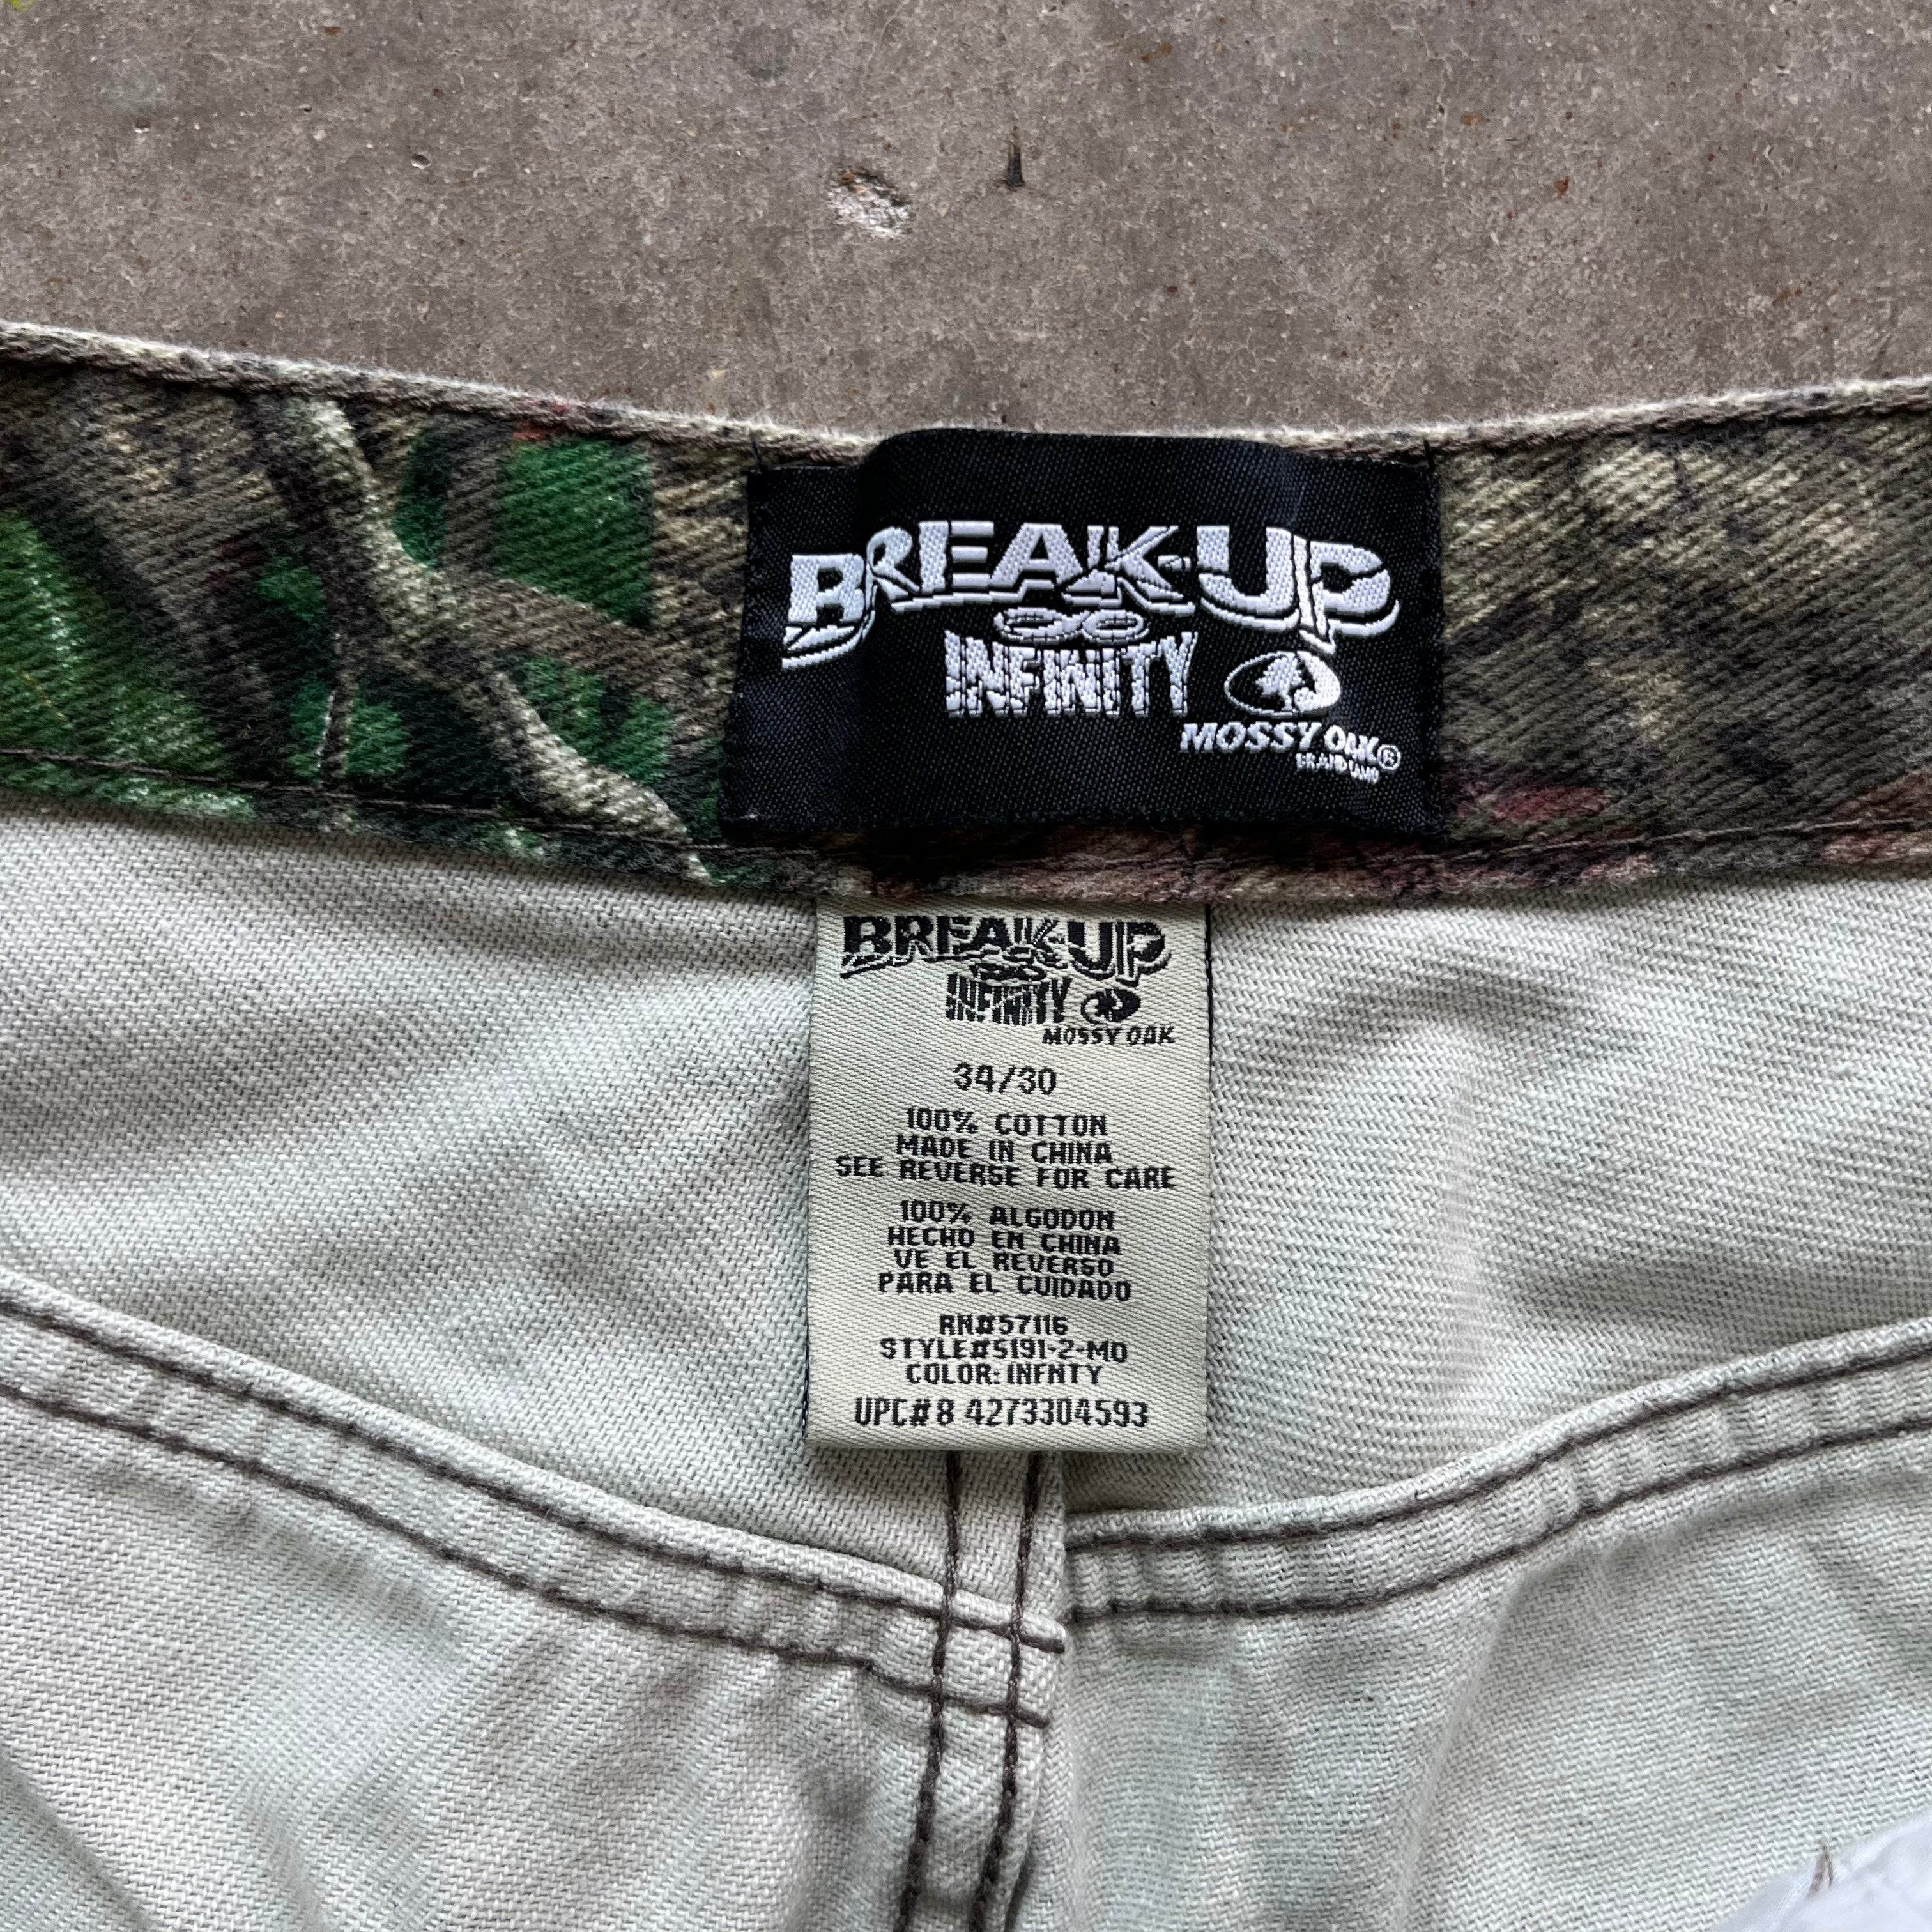 BREAK-UP
INFINITY
MOSSY OAK®
BREAK-UP
INFINITY
MOSSY OAK
34/30
100% COTTON
MADE IN CHINA
SEE REVERSE FOR CARE
100% ALGODON
HECHO EN CHINA
VE EL REVERSO
PARA EL CUIDADO
RN#57116
STYLE#5191-2-MO
COLOR: INFNTY
UPC# 8 4273304593